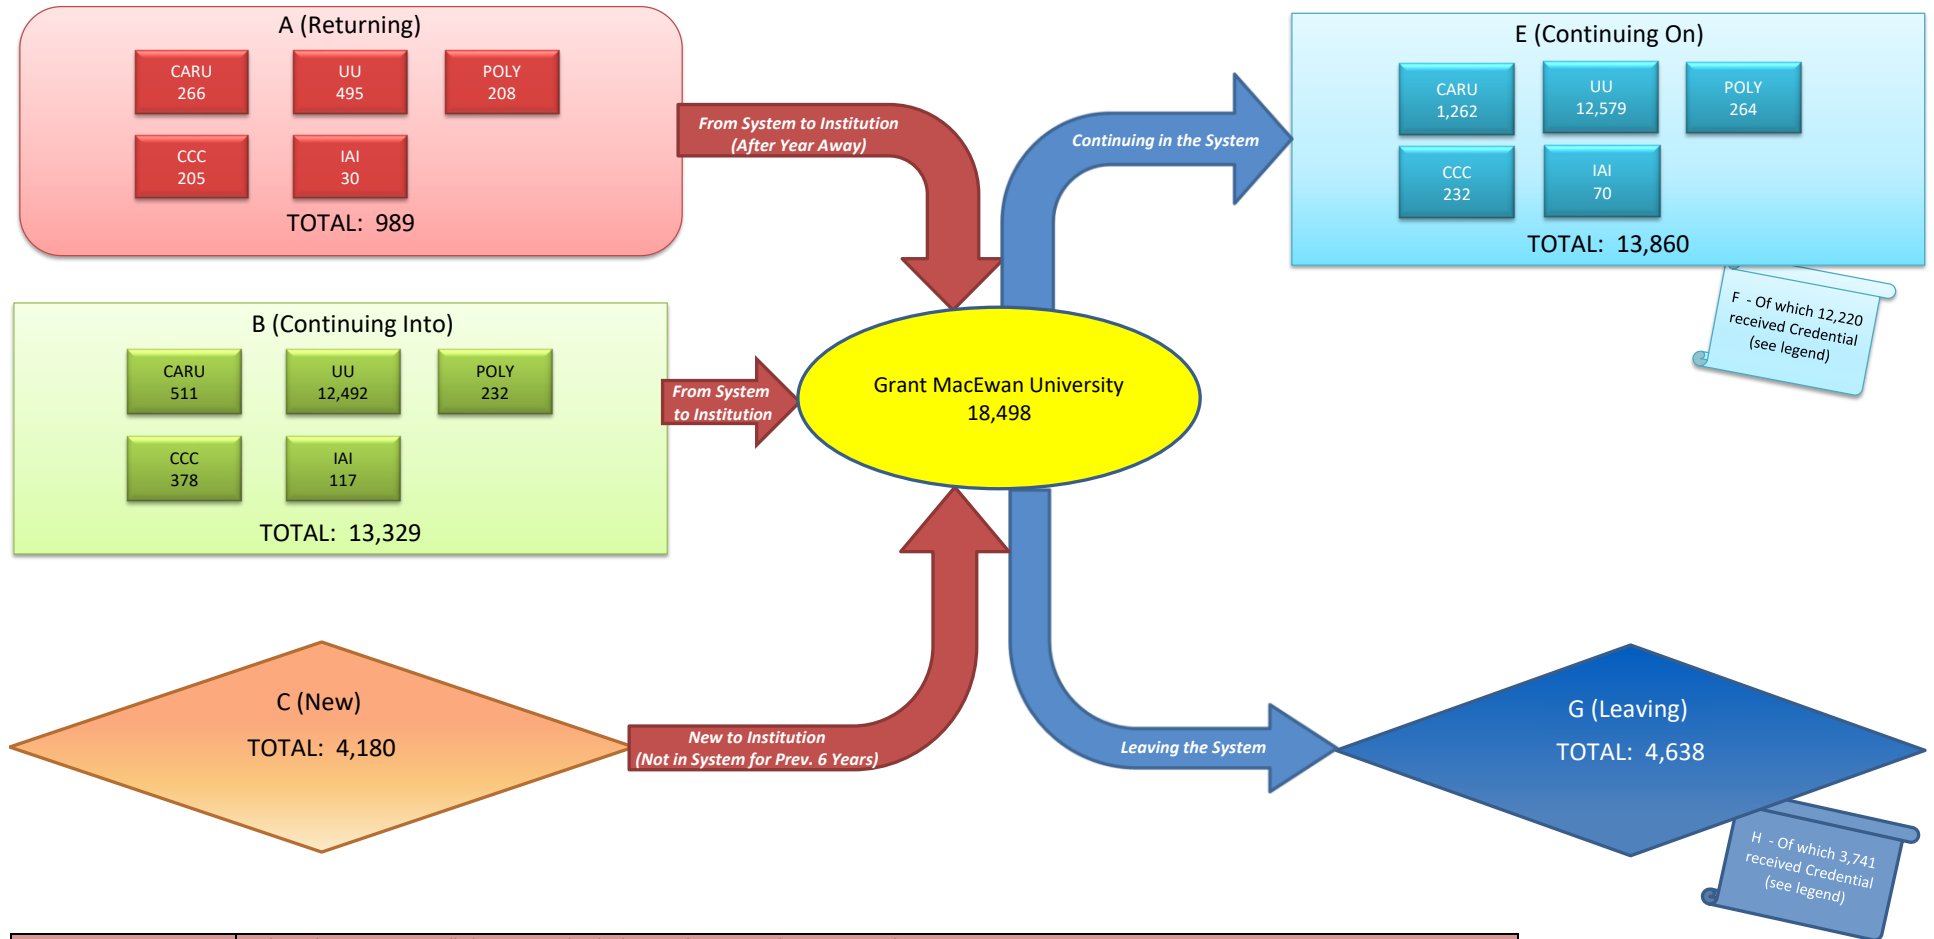 A (Returning)
CARU
266
UU
495
POLY
208
CCC
205
IAI
30
TOTAL: 989
From System to Institution
(After Year Away)
Continuing in the System
E (Continuing On)
CARU
1,262
UU
12,579
POLY
264
CCC
232
IAI
70
TOTAL: 13,860
F - Of which 12,220
received Credential
(see legend)
B (Continuing Into)
CARU
511
UU
12,492
POLY
232
CCC
378
IAI
117
TOTAL: 13,329
From System
to Institution
Grant MacEwan University
18,498
C (New)
TOTAL: 4,180
New to Institution
(Not in System for Prev. 6 Years)
Leaving the System
G (Leaving)
TOTAL: 4,638
H - Of which 3,741
received Credential
(see legend)